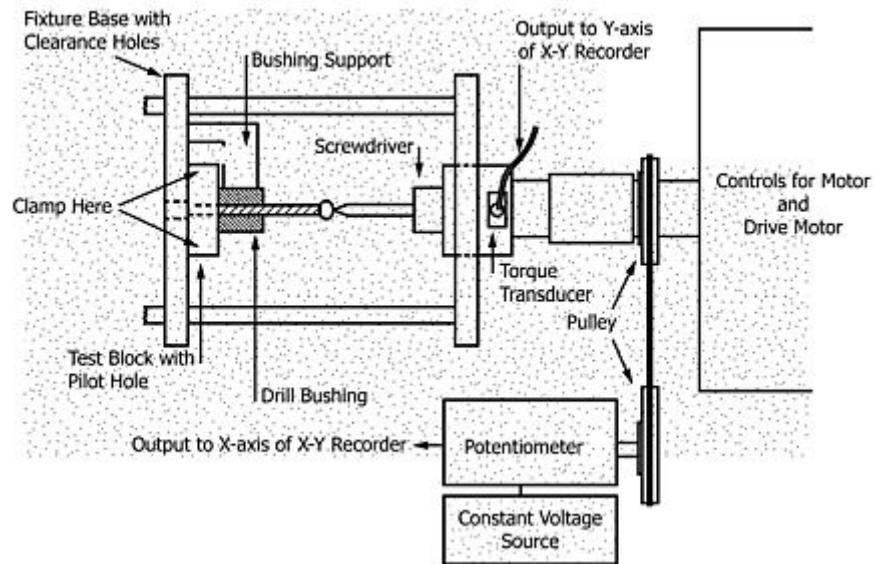 Fixture Base with
Clearance Holes
Bushing Support
Output to Y-axis
of X-Y Recorder
Screwdriver
Clamp Here
Controls for Motor
and
Drive Motor
Torque
Transducer
Pulley
Test Block with
Pilot Hole
Drill Bushing
Output to X-axis of X-Y Recorder
Potentiometer
Constant Voltage
Source